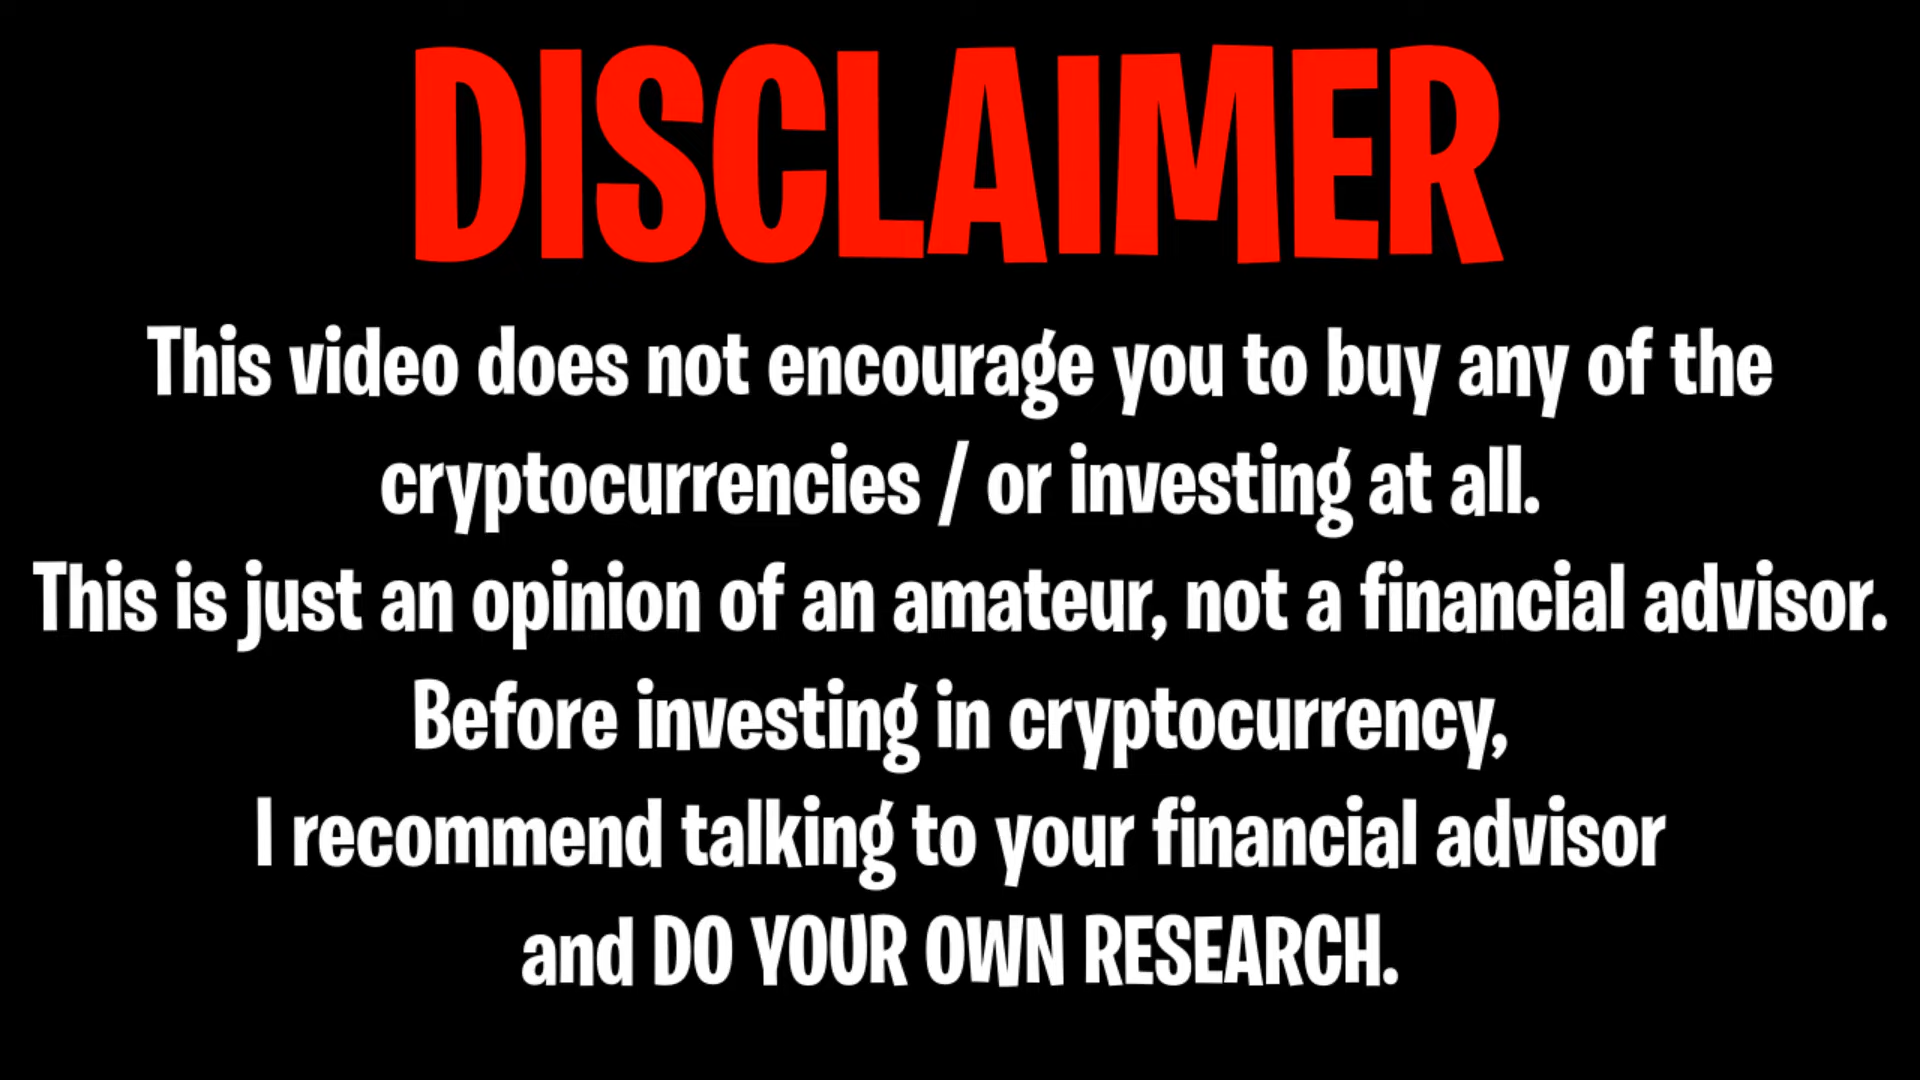 DISCLAIMER
This video does not encourage you to buy any of the
cryptocurrencies / or investing at all.
This is just an opinion of an amateur, not a financial advisor.
Before investing in cryptocurrency,
I recommend talking to your financial advisor
and DO YOUR OWN RESEARCH.